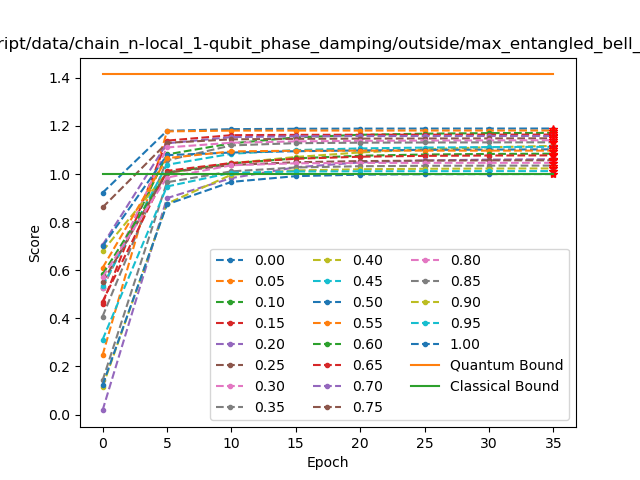 ript/data/chain_n-local_1-qubit_phase_damping/outside/max_entangled_bell_
Score
1.4
1.2
1.0
0.8
0.6
0.4
0.2
0.0
0.00 0.40 0.80
0.05 0.45 0.85
0.10 0.50 0.90
0.15 0.55 0.95
0.20 0.60 1.00
0.25 0.65 Quantum Bound
0.30 0.70 Classical Bound
0.35 0.75
0 5 10 15 20 25 30 35
Epoch